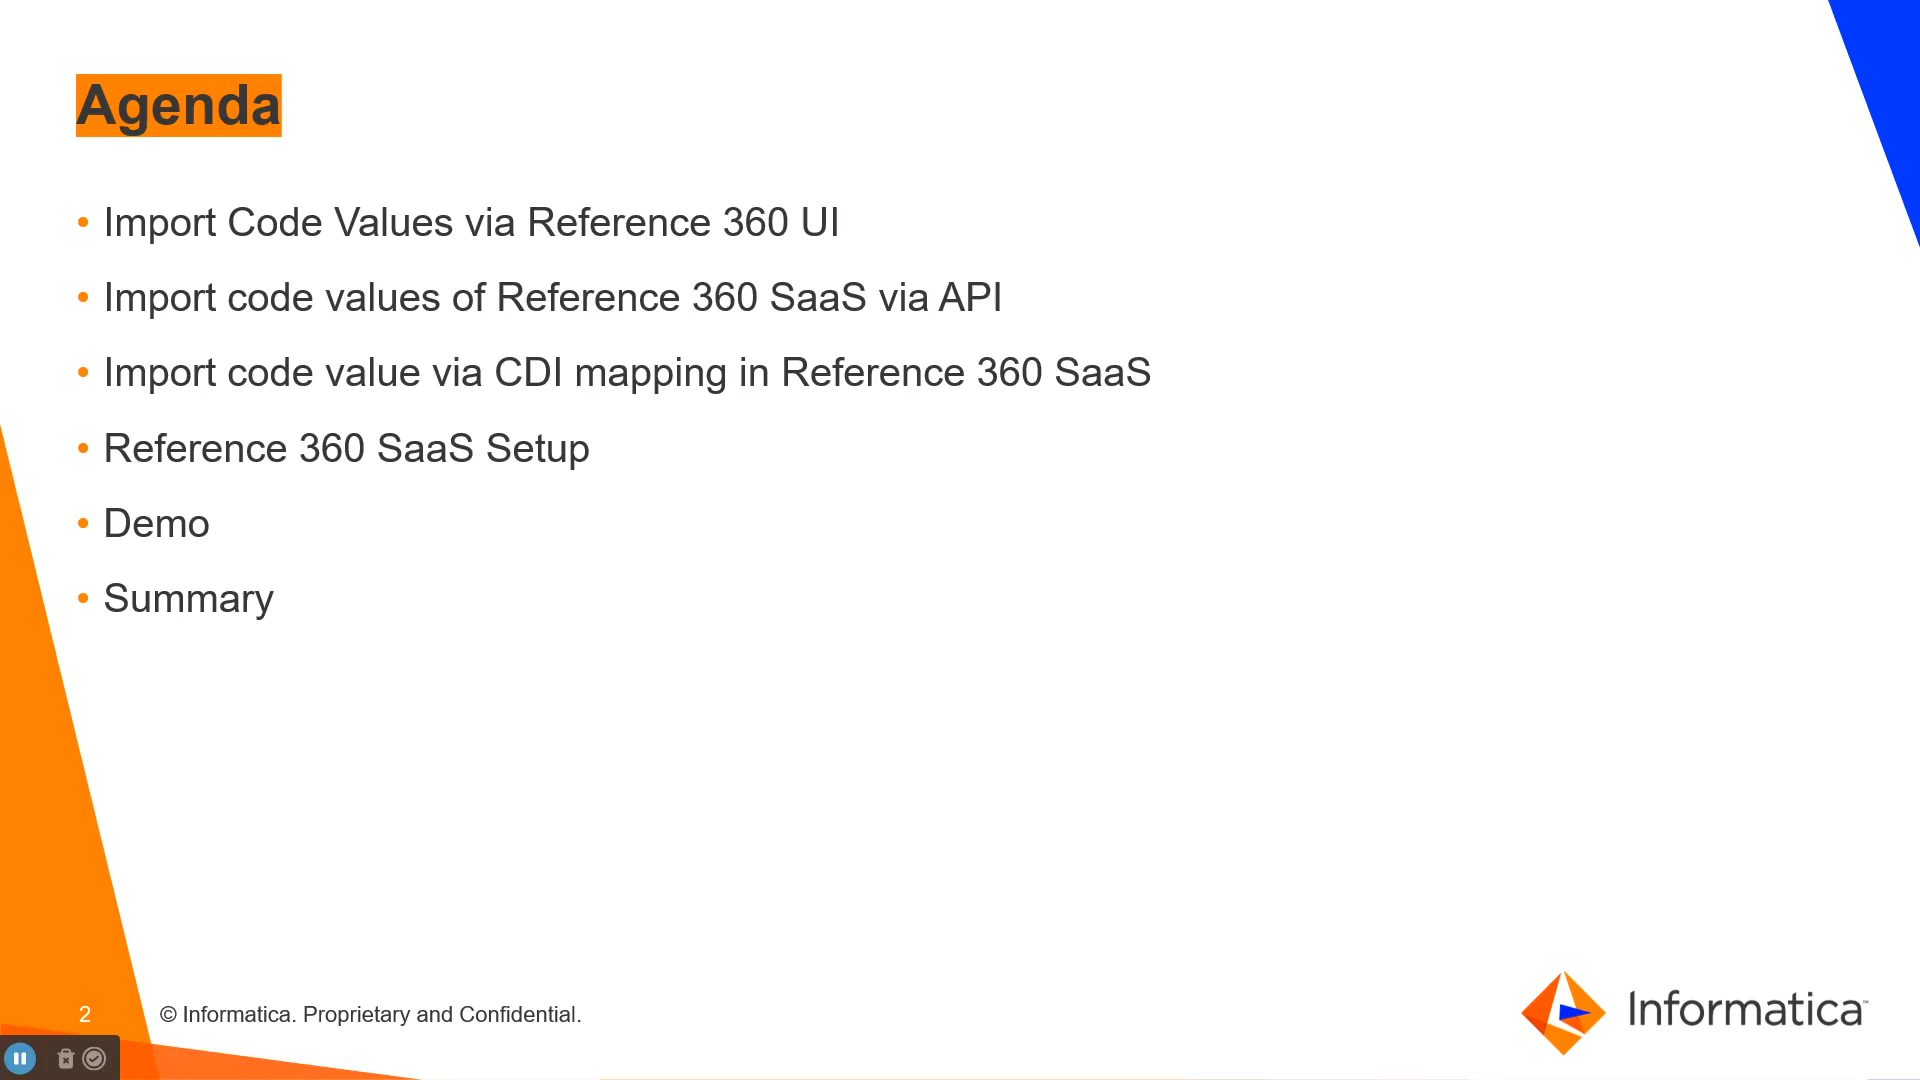 Agenda
• Import Code Values via Reference 360 UI
• Import code values of Reference 360 SaaS via API
• Import code value via CDI mapping in Reference 360 SaaS
• Reference 360 SaaS Setup
• Demo
• Summary
2 © Informatica. Proprietary and Confidential.
Informatica™